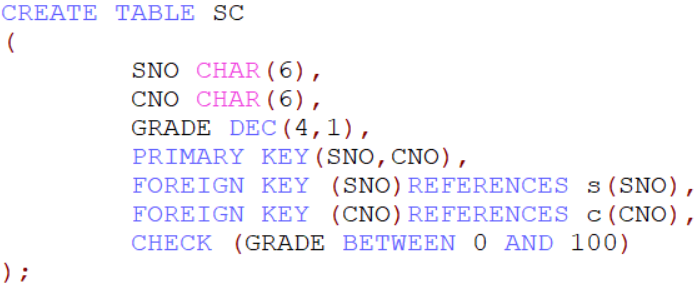 CREATE TABLE SC
(
SNO CHAR(6),
CNO CHAR(6),
GRADE DEC(4,1),
PRIMARY KEY(SNO,CNO),
FOREIGN KEY (SNO)REFERENCES s(SNO),
FOREIGN KEY (CNO)REFERENCES c(CNO),
CHECK (GRADE BETWEEN 0 AND 100)
);